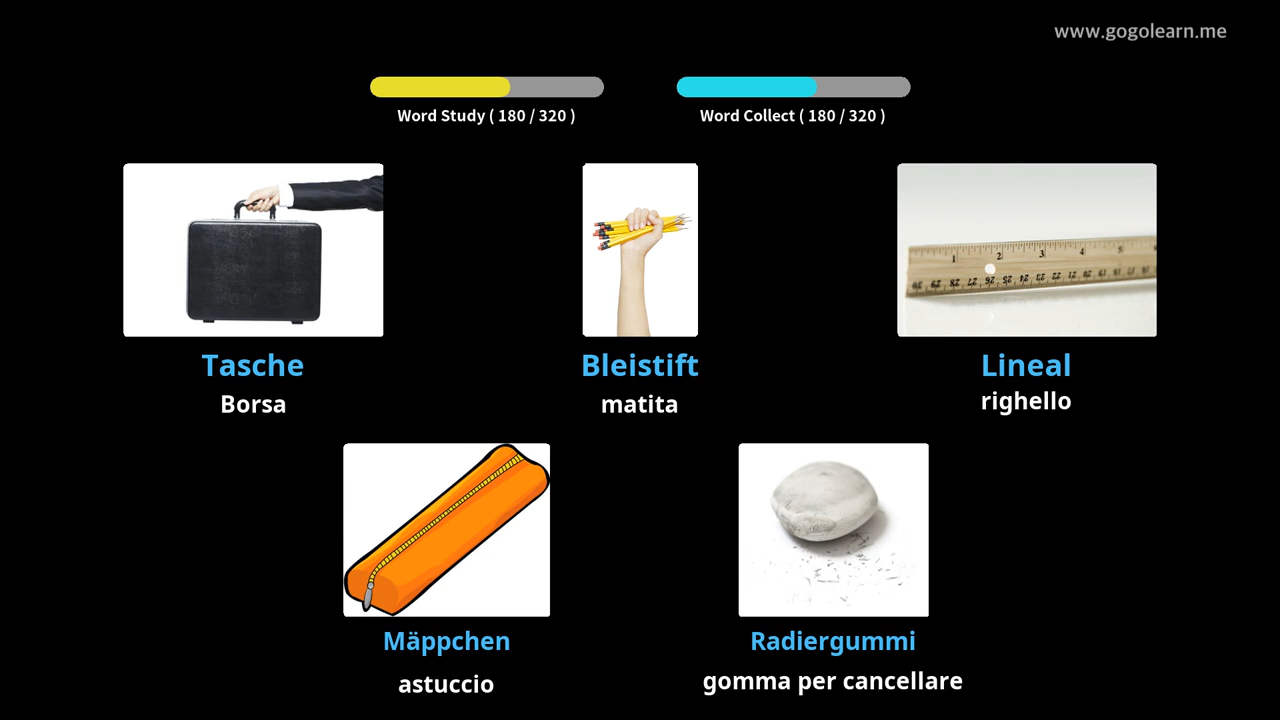 www.gogolearn.me
Word Study ( 180 / 320 )
Word Collect ( 180 / 320 )
Tasche
Borsa
Bleistift
matita
Lineal
righello
Mäppchen
astuccio
Radiergummi
gomma per cancellare